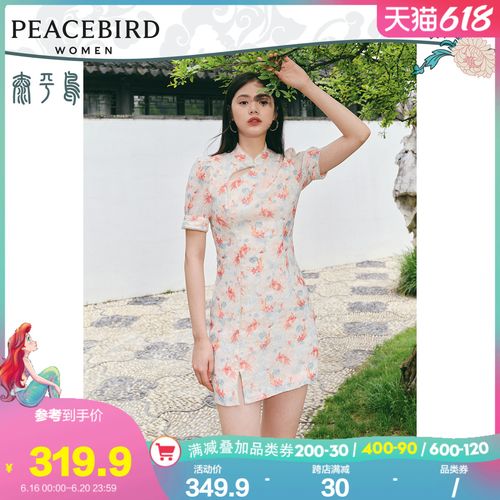 PEACEBIRD
WOMEN
太平鸟
天猫618
参考到手价
¥319.9
6.16 00:00-6.20 23:59
满减叠加品类券 200-30 / 400-90 / 600-120
活动价 跨店满减 品类券
349.9 - 30 - /